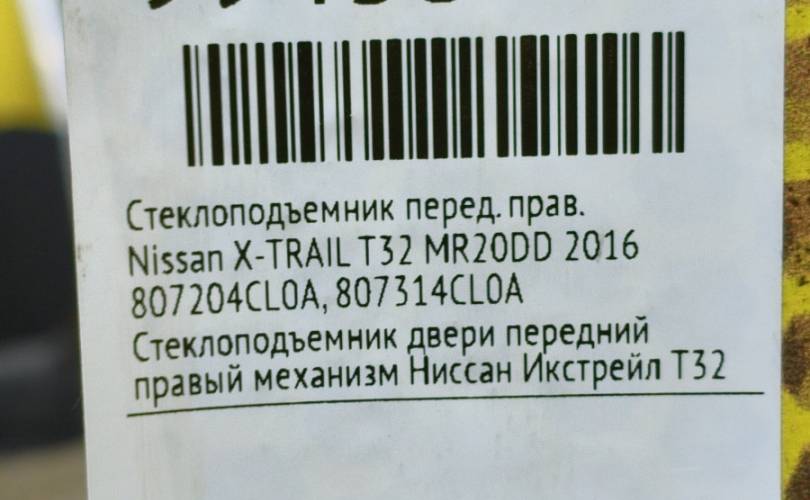 Стеклоподъемник перед. прав.
Nissan X-TRAIL T32 MR20DD 2016
807204CL0A, 807314CL0A
Стеклоподъемник двери передний
правый механизм Ниссан Икстрейл Т32